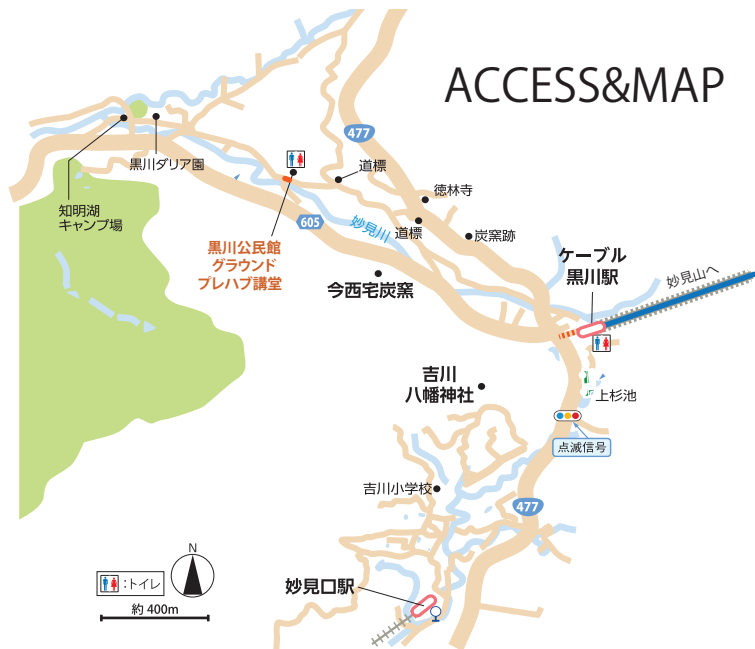 ACCESS&MAP
477
黒川ダリア園
道標
知明湖
キャンプ場
徳林寺
605
妙見川
道標
炭窯跡
黒川公民館
グラウンド
プレハブ講堂
ケーブル
黒川駅
妙見山へ
今西宅炭窯
吉川
八幡神社
上杉池
点滅信号
吉川小学校
477
N
:トイレ
妙見口駅
約 400m